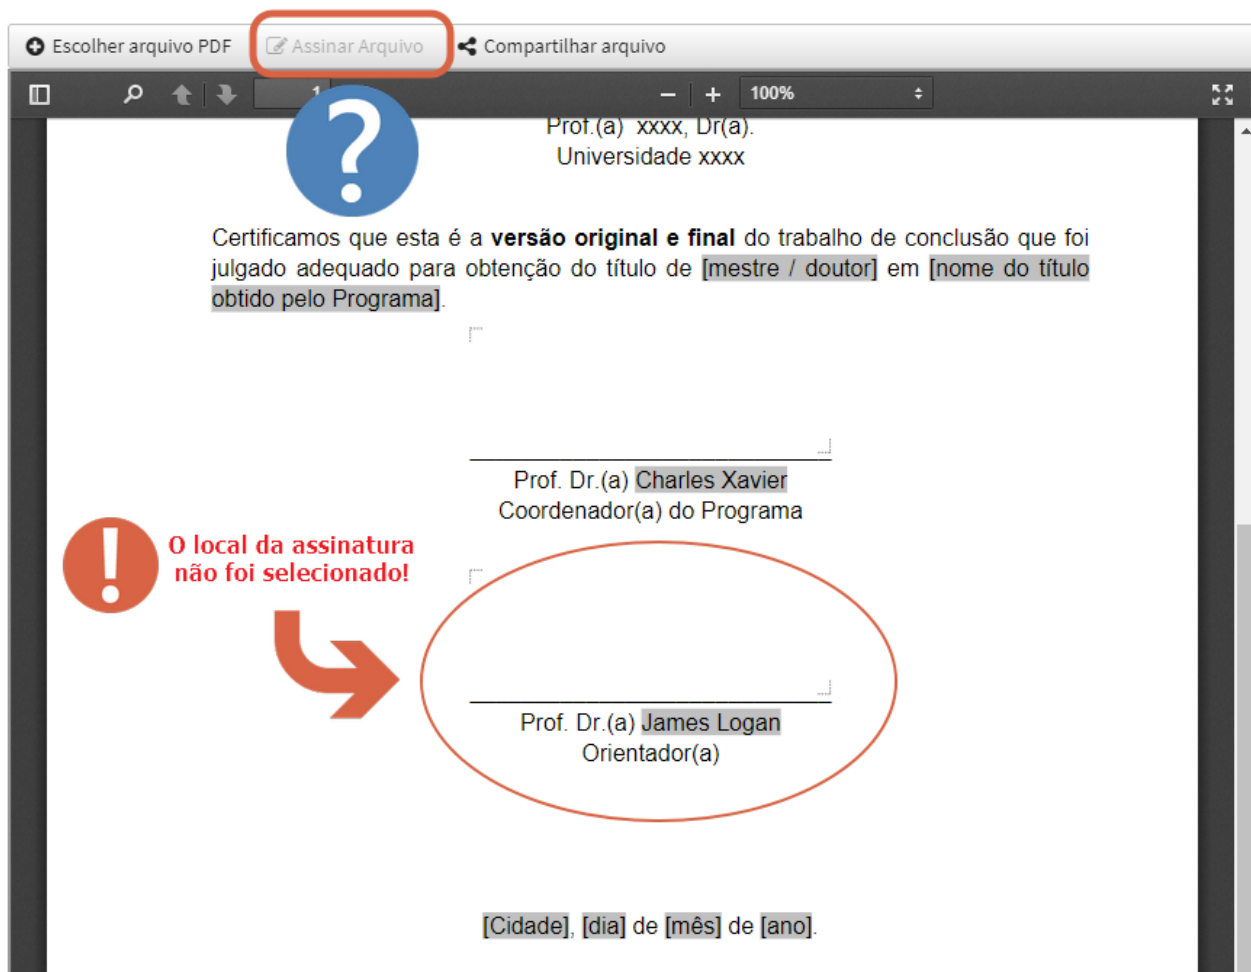 Escolher arquivo PDF Assinar Arquivo Compartilhar arquivo
1 100%
?
Prof.(a) xxxx, Dr(a).
Universidade xxxx
Certificamos que esta é a versão original e final do trabalho de conclusão que foi
julgado adequado para obtenção do título de [mestre / doutor] em [nome do título
obtido pelo Programa].
Prof. Dr.(a) Charles Xavier
Coordenador(a) do Programa
!
O local da assinatura
não foi selecionado!
Prof. Dr.(a) James Logan
Orientador(a)
[Cidade], [dia] de [mês] de [ano].